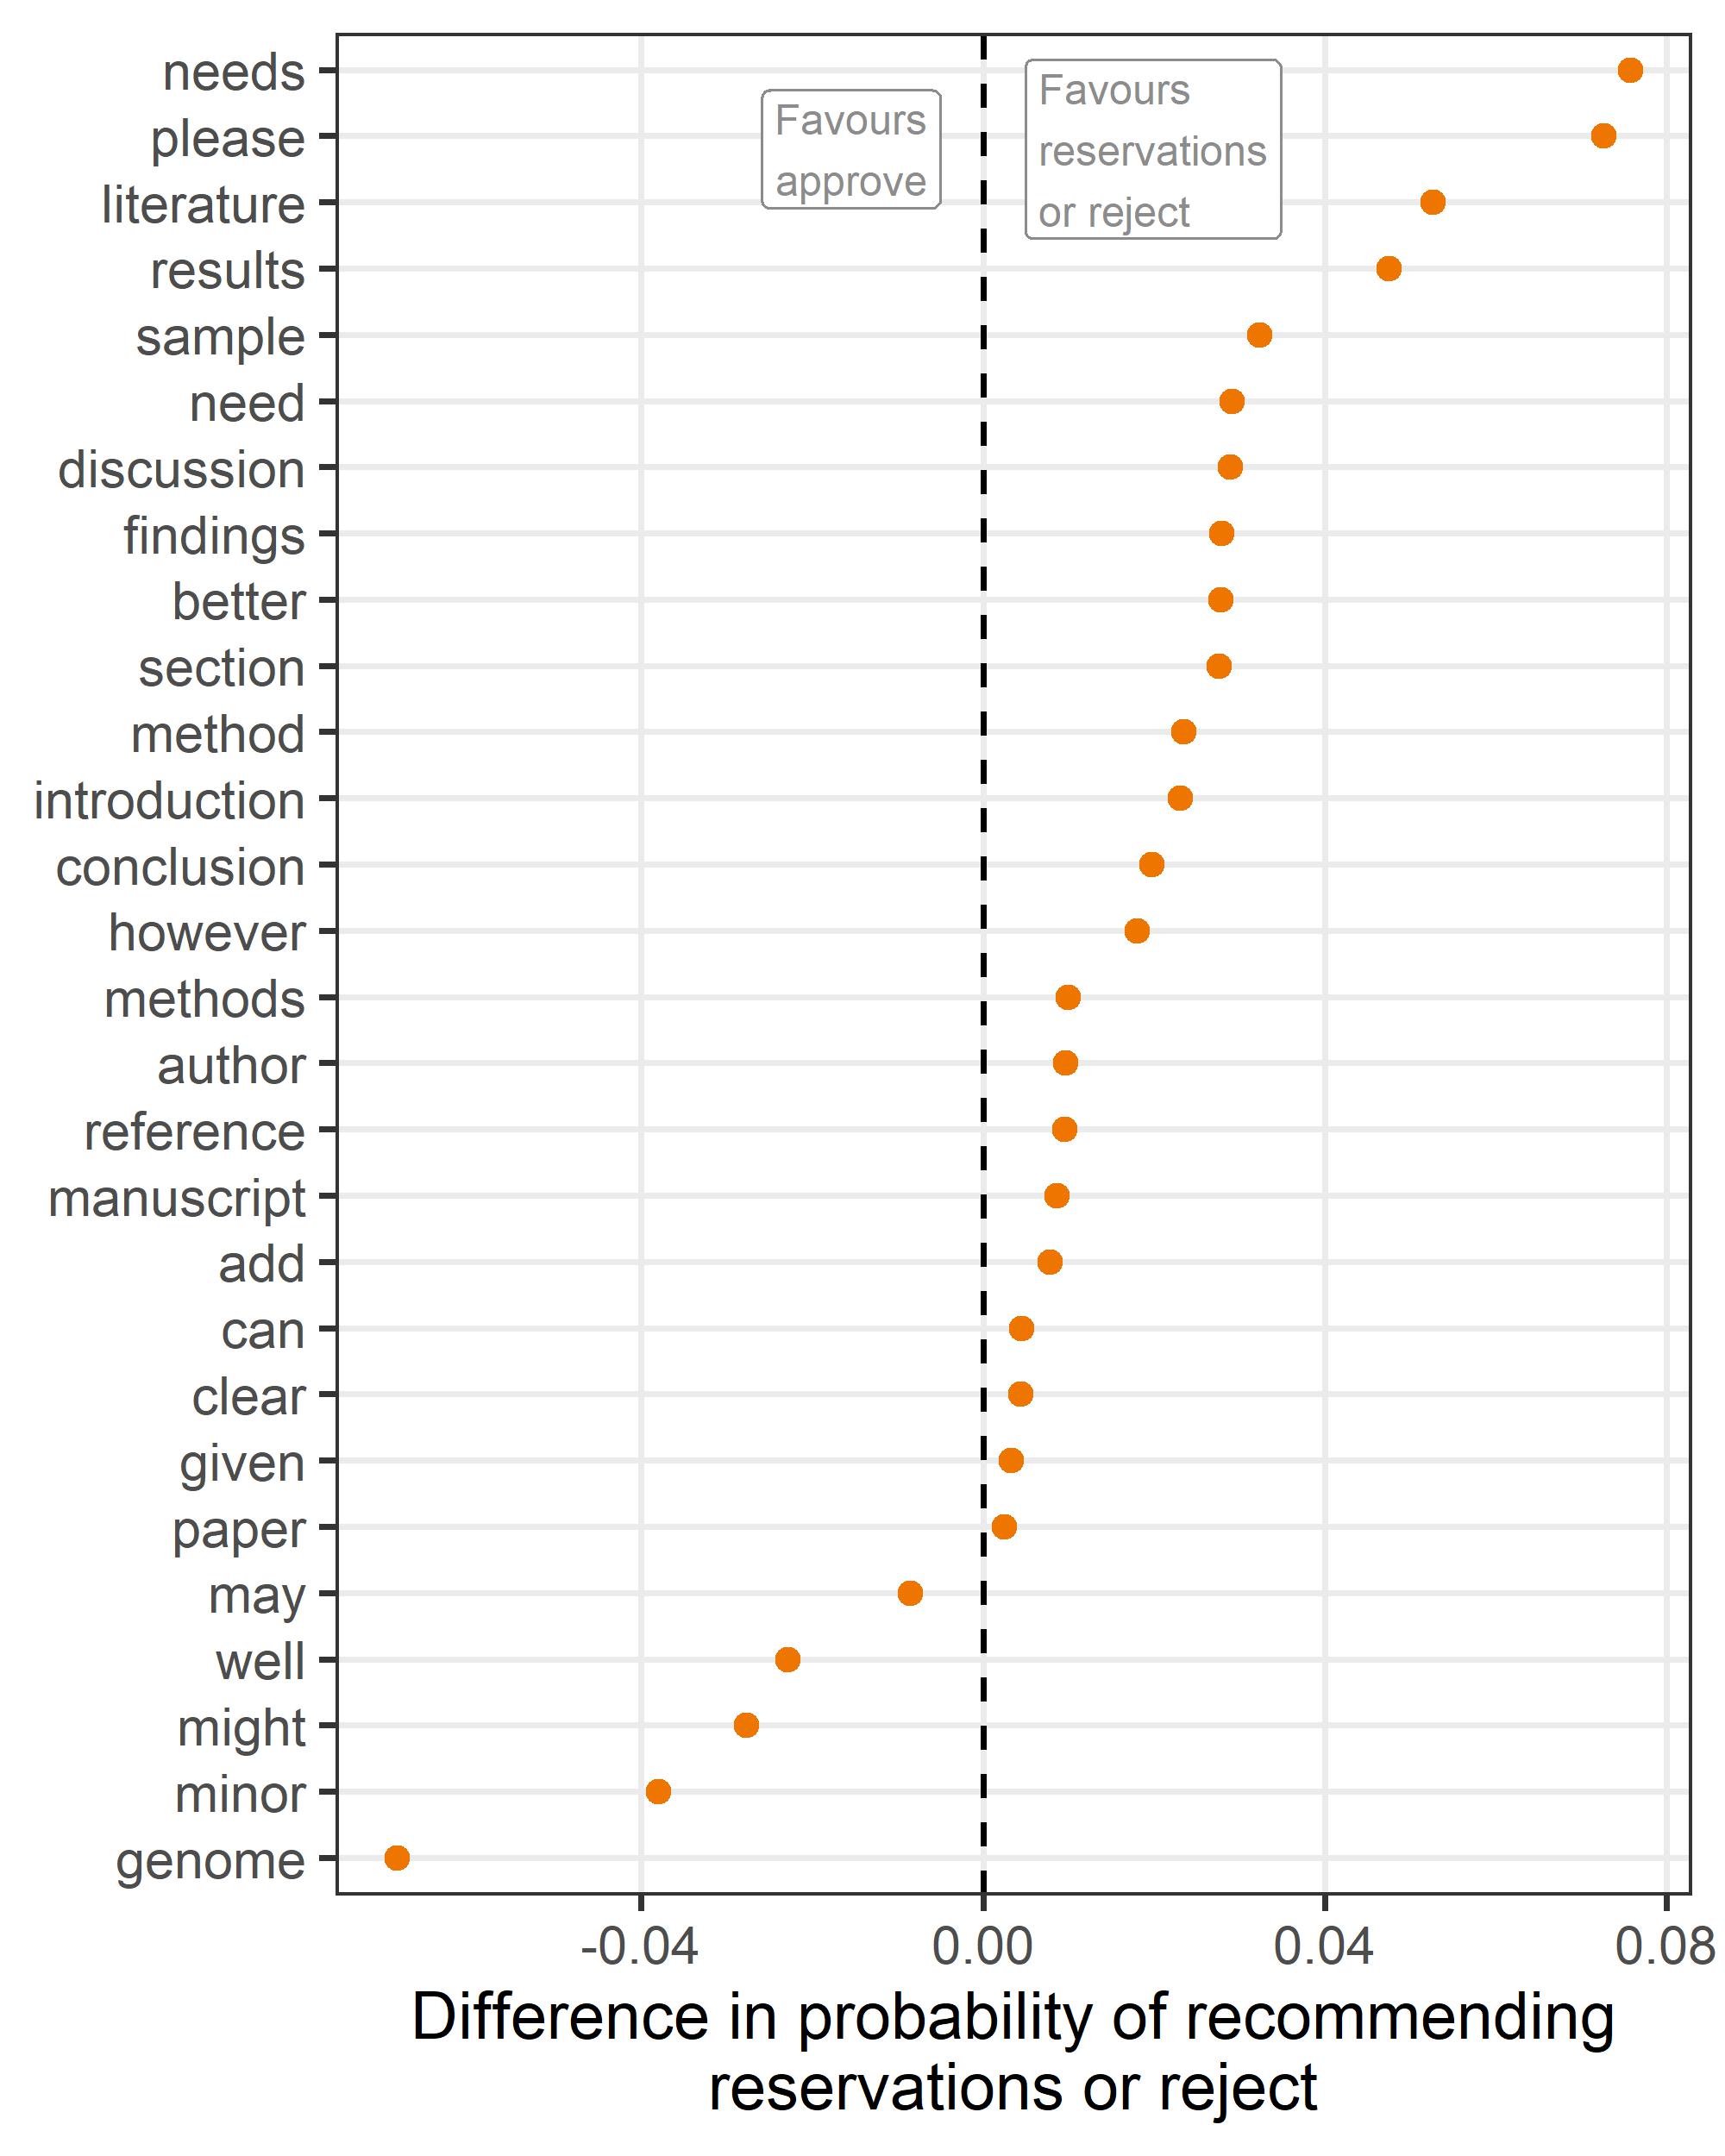 needs
please
literature
results
sample
need
discussion
findings
better
section
method
introduction
conclusion
however
methods
author
reference
manuscript
add
can
clear
given
paper
may
well
might
minor
genome
Favours
approve
Favours
reservations
or reject
-0.04 0.00 0.04 0.08
Difference in probability of recommending
reservations or reject